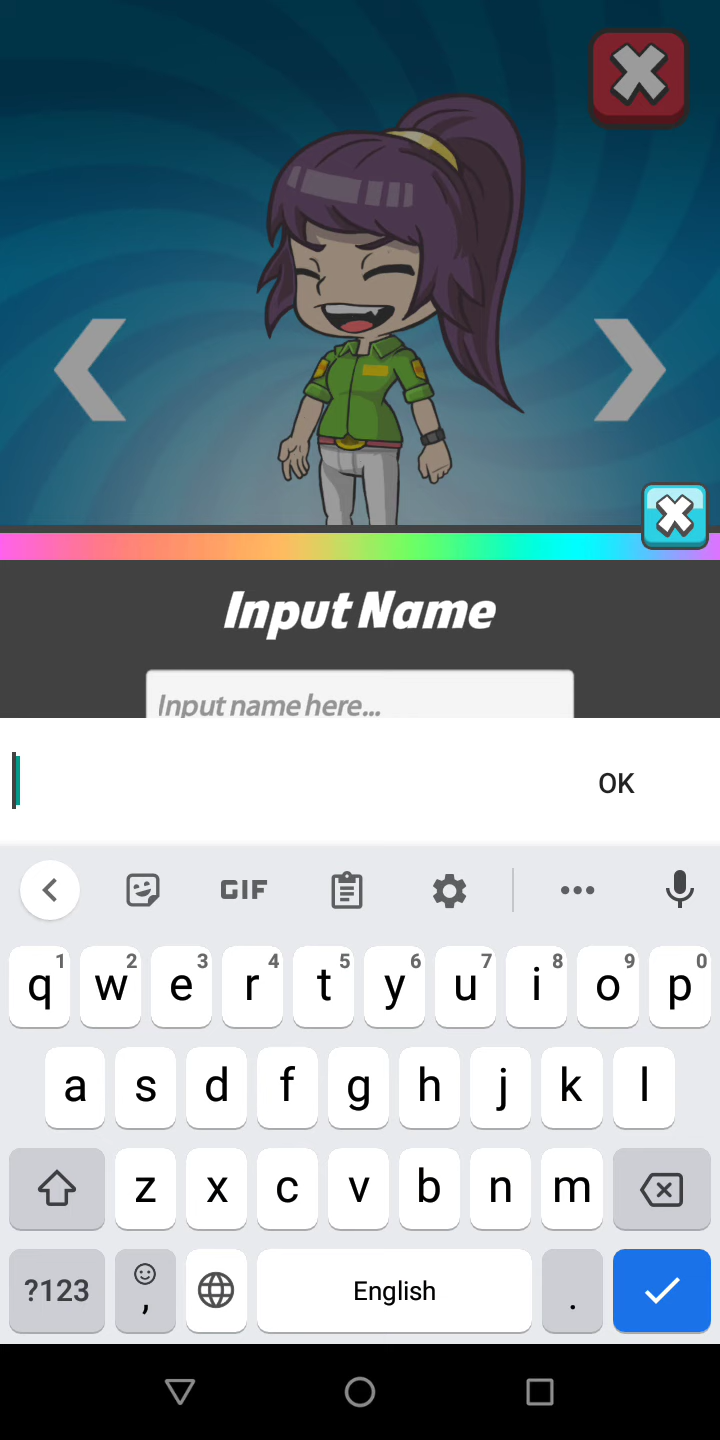 Input Name
Input name here...
OK
GIF
q1 w2 e3 r4 t5 y6 u7 i8 o9 p0
a s d f g h j k l
z x c v b n m
?123 , English .